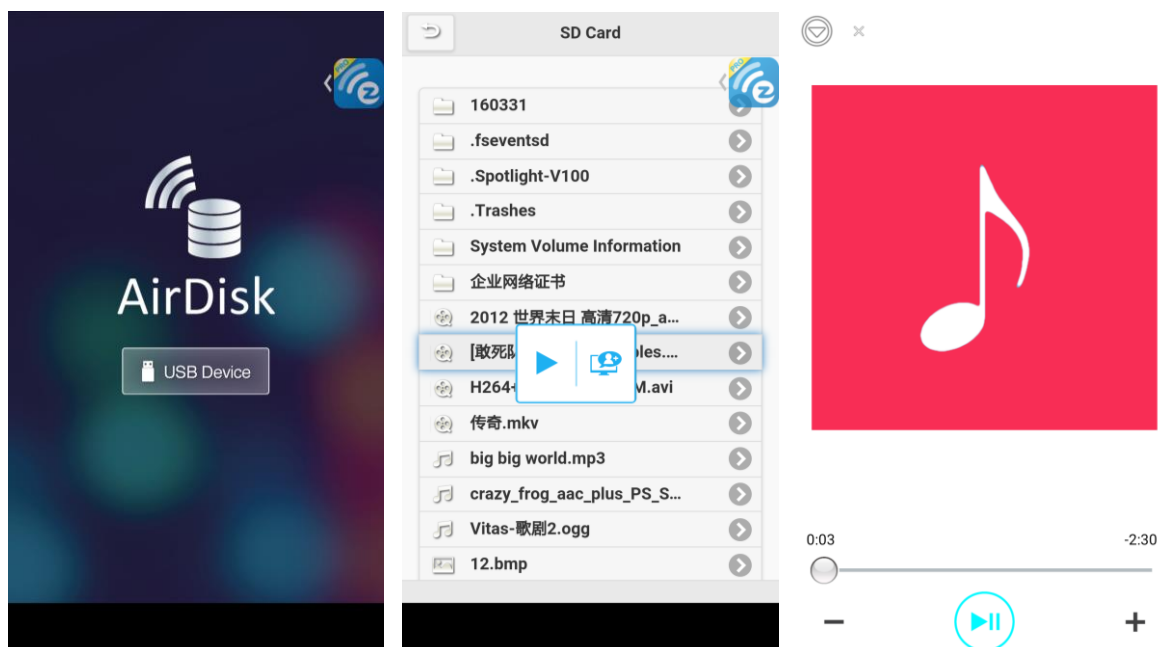 AirDisk
USB Device
SD Card
PRO
160331
.fseventsd
.Spotlight-V100
.Trashes
System Volume Information
企业网络证书
2012 世界末日 高清720p_a...
[敢死队 les....
H264+ M.avi
传奇.mkv
big big world.mp3
crazy_frog_aac_plus_PS_S...
Vitas-歌剧2.ogg
12.bmp
0:03
-2:30